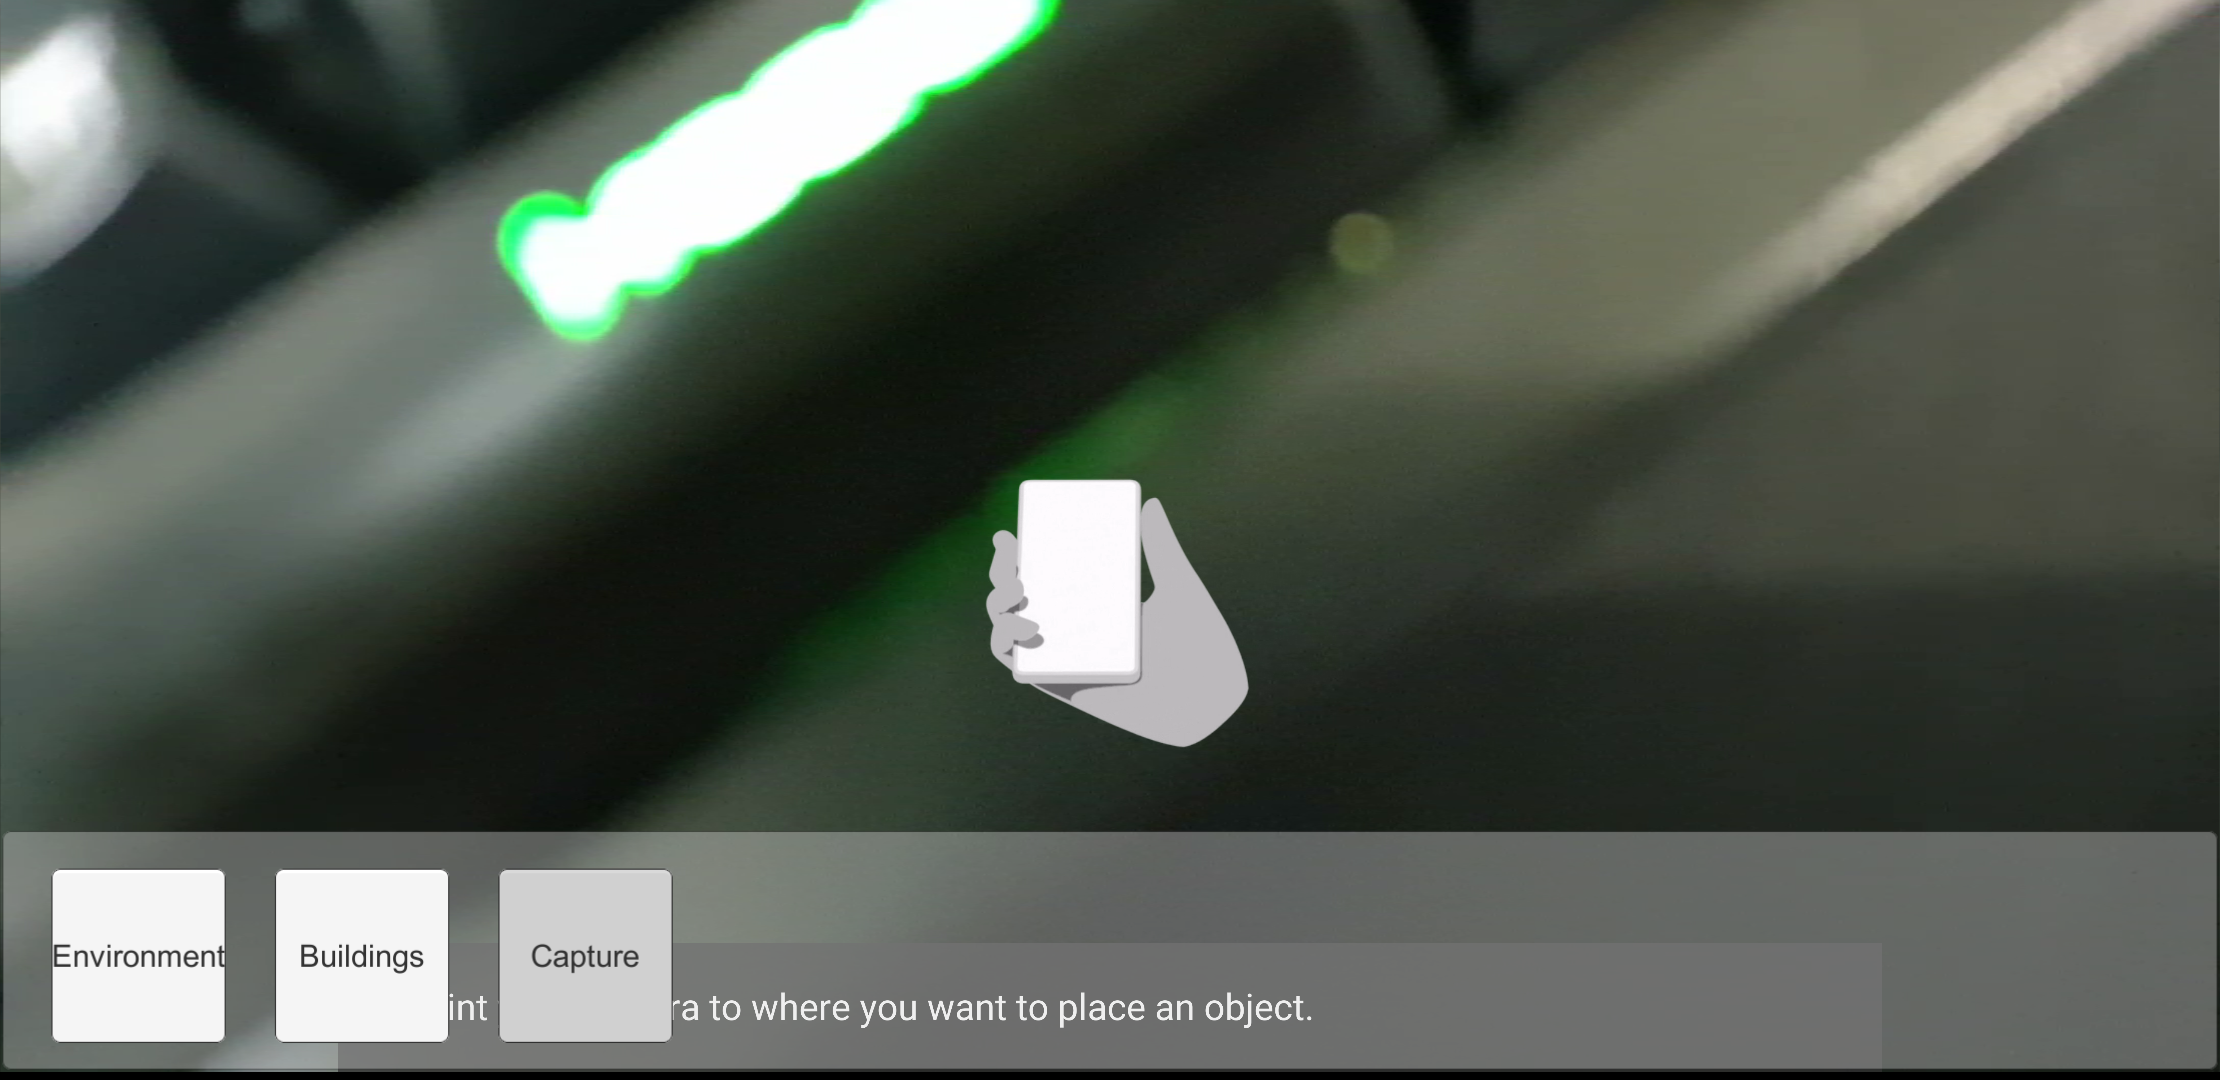 Environment
Buildings
Capture
int ra to where you want to place an object.